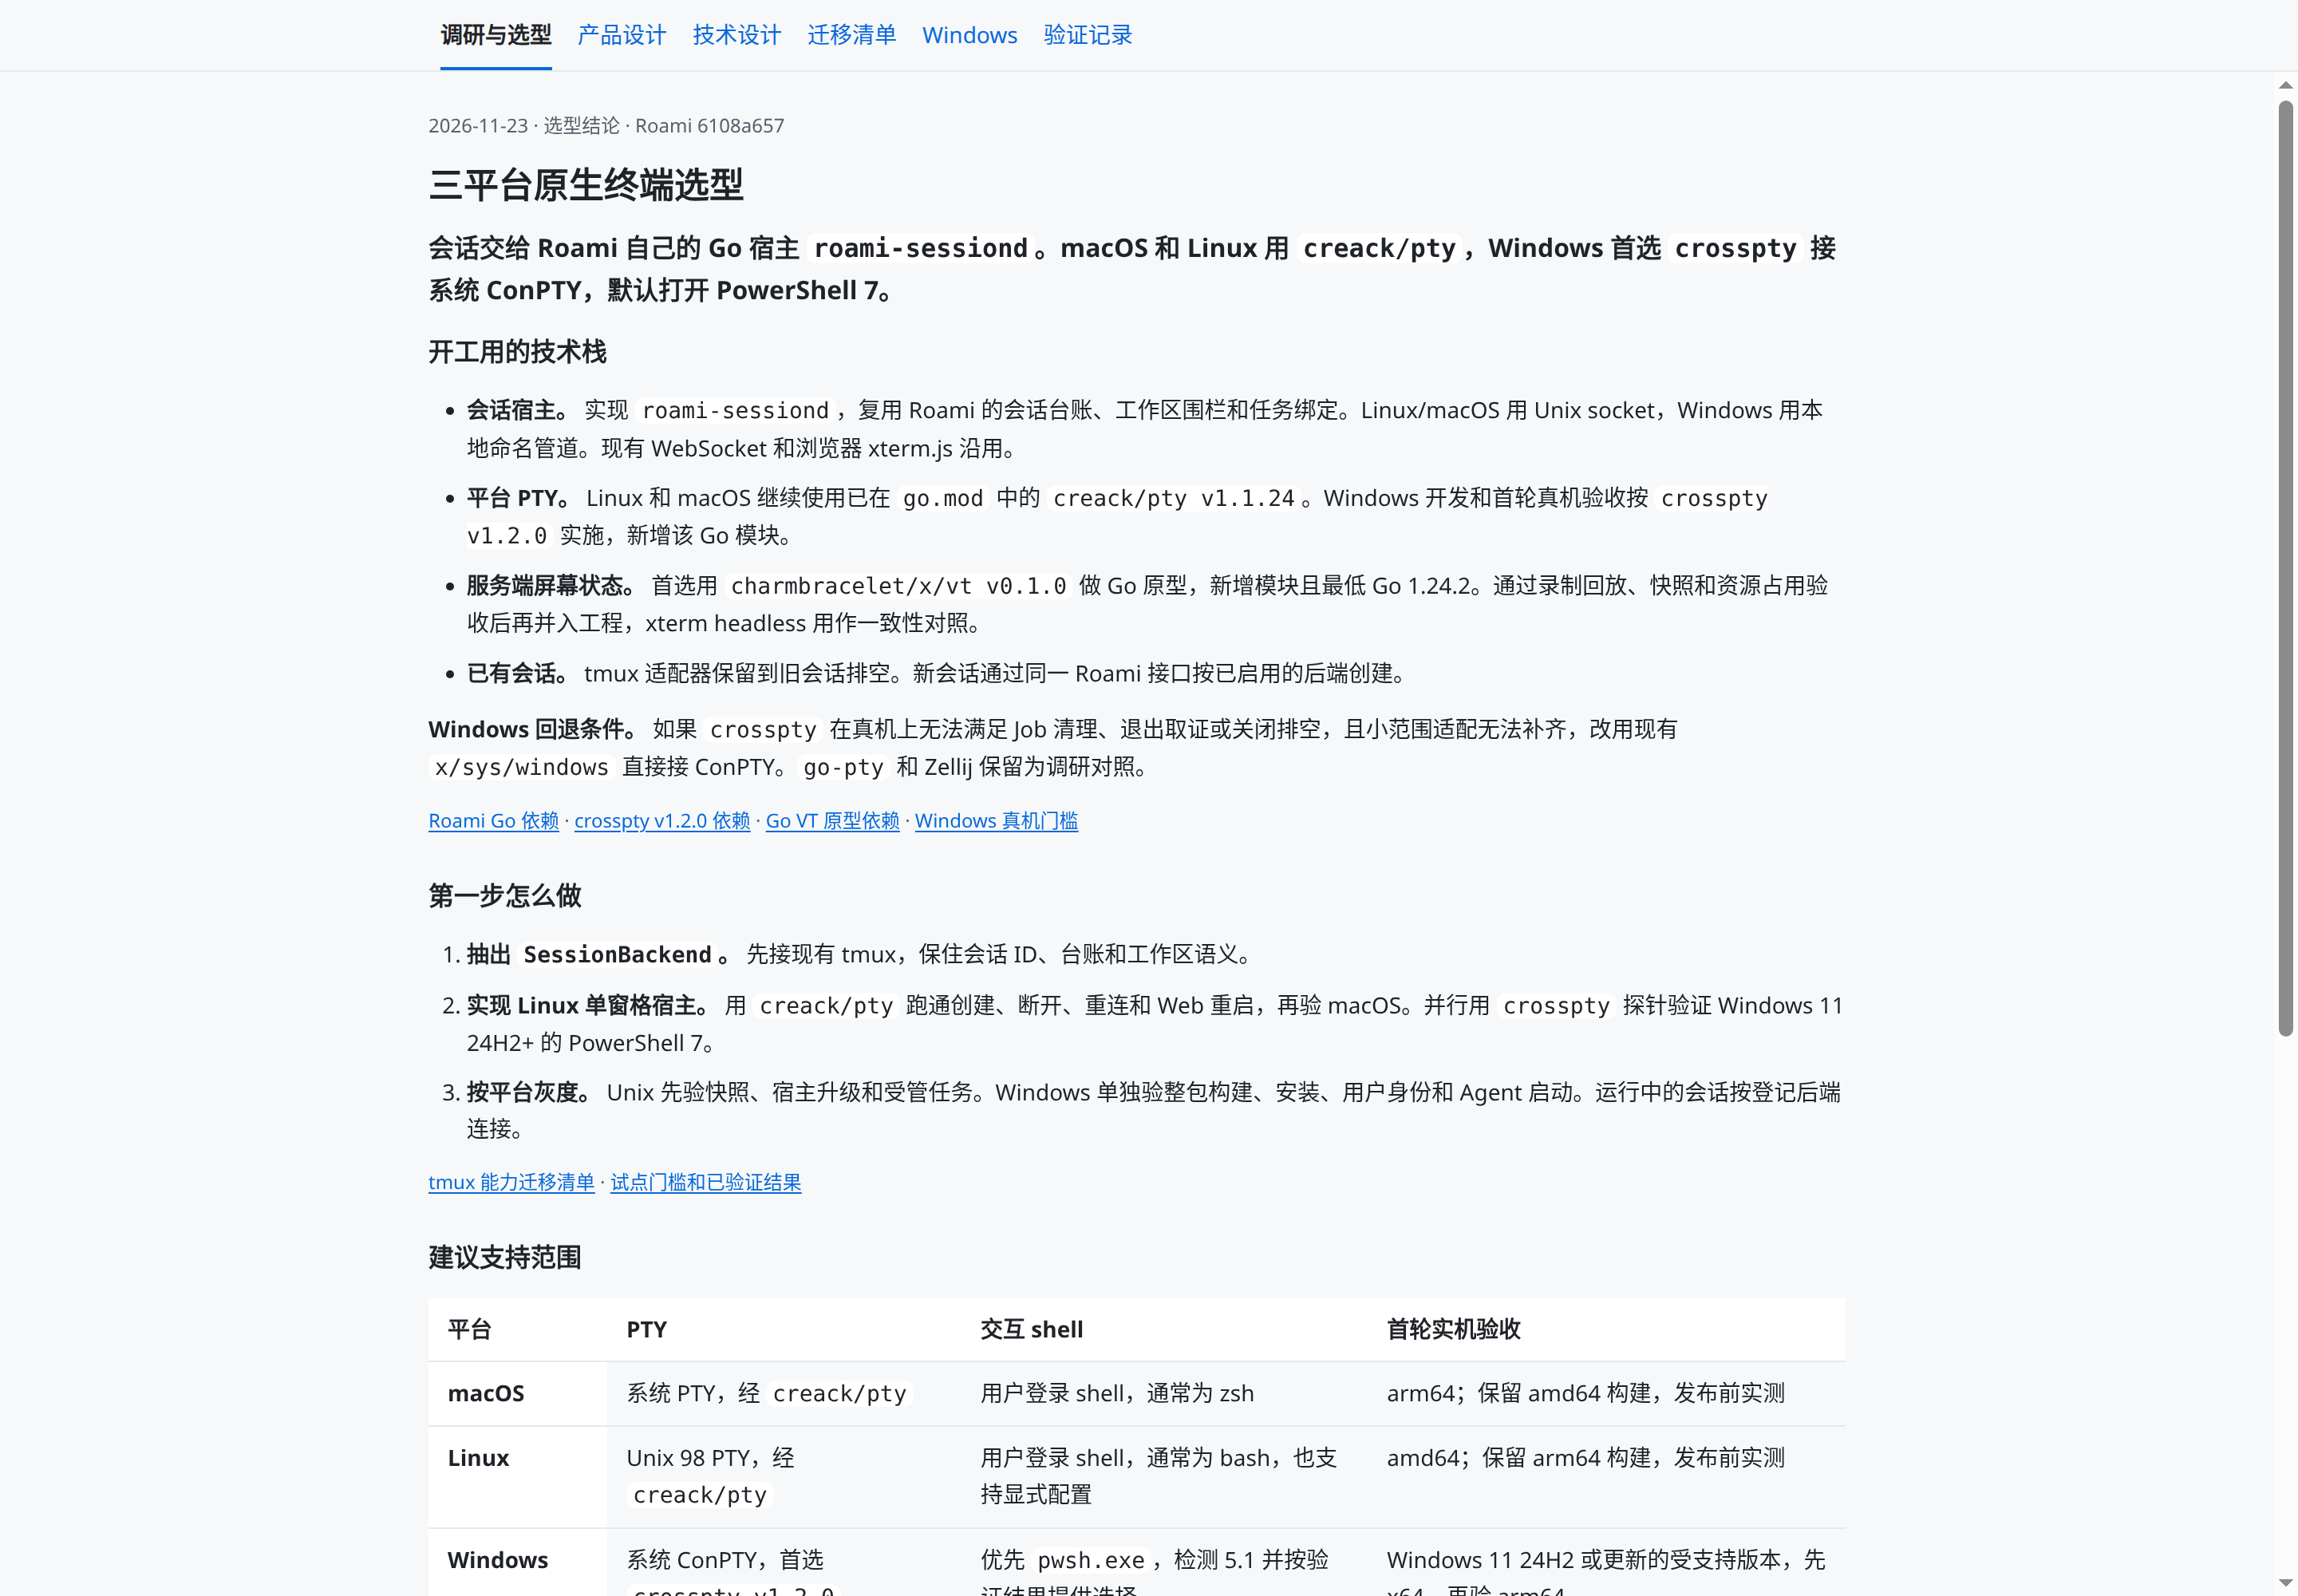 调研与选型 产品设计 技术设计 迁移清单 Windows 验证记录
2026-11-23 · 选型结论 · Roami 6108a657
三平台原生终端选型
会话交给 Roami 自己的 Go 宿主 roami-sessiond。macOS 和 Linux 用 creack/pty，Windows 首选 crosspty 接
系统 ConPTY，默认打开 PowerShell 7。
开工用的技术栈
• 会话宿主。 实现 roami-sessiond，复用 Roami 的会话台账、工作区围栏和任务绑定。Linux/macOS 用 Unix socket，Windows 用本
地命名管道。现有 WebSocket 和浏览器 xterm.js 沿用。
• 平台 PTY。 Linux 和 macOS 继续使用已在 go.mod 中的 creack/pty v1.1.24。Windows 开发和首轮真机验收按 crosspty
v1.2.0 实施，新增该 Go 模块。
• 服务端屏幕状态。 首选用 charmbracelet/x/vt v0.1.0 做 Go 原型，新增模块且最低 Go 1.24.2。通过录制回放、快照和资源占用验
收后再并入工程，xterm headless 用作一致性对照。
• 已有会话。 tmux 适配器保留到旧会话排空。新会话通过同一 Roami 接口按已启用的后端创建。
Windows 回退条件。 如果 crosspty 在真机上无法满足 Job 清理、退出取证或关闭排空，且小范围适配无法补齐，改用现有
x/sys/windows 直接接 ConPTY。 go-pty 和 Zellij 保留为调研对照。
Roami Go 依赖 · crosspty v1.2.0 依赖 · Go VT 原型依赖 · Windows 真机门槛
第一步怎么做
1. 抽出 SessionBackend。 先接现有 tmux，保住会话 ID、台账和工作区语义。
2. 实现 Linux 单窗格宿主。 用 creack/pty 跑通创建、断开、重连和 Web 重启，再验 macOS。并行用 crosspty 探针验证 Windows 11
24H2+ 的 PowerShell 7。
3. 按平台灰度。 Unix 先验快照、宿主升级和受管任务。Windows 单独验整包构建、安装、用户身份和 Agent 启动。运行中的会话按登记后端
连接。
tmux 能力迁移清单 · 试点门槛和已验证结果
建议支持范围
平台 PTY 交互 shell 首轮实机验收
macOS 系统 PTY，经 creack/pty 用户登录 shell，通常为 zsh arm64；保留 amd64 构建，发布前实测
Linux Unix 98 PTY，经 用户登录 shell，通常为 bash，也支 amd64；保留 arm64 构建，发布前实测
creack/pty 持显式配置
Windows 系统 ConPTY，首选 优先 pwsh.exe，检测 5.1 并按验 Windows 11 24H2 或更新的受支持版本，先
crosspty v1.2.0 证结果提供选择 x64，再验 arm64